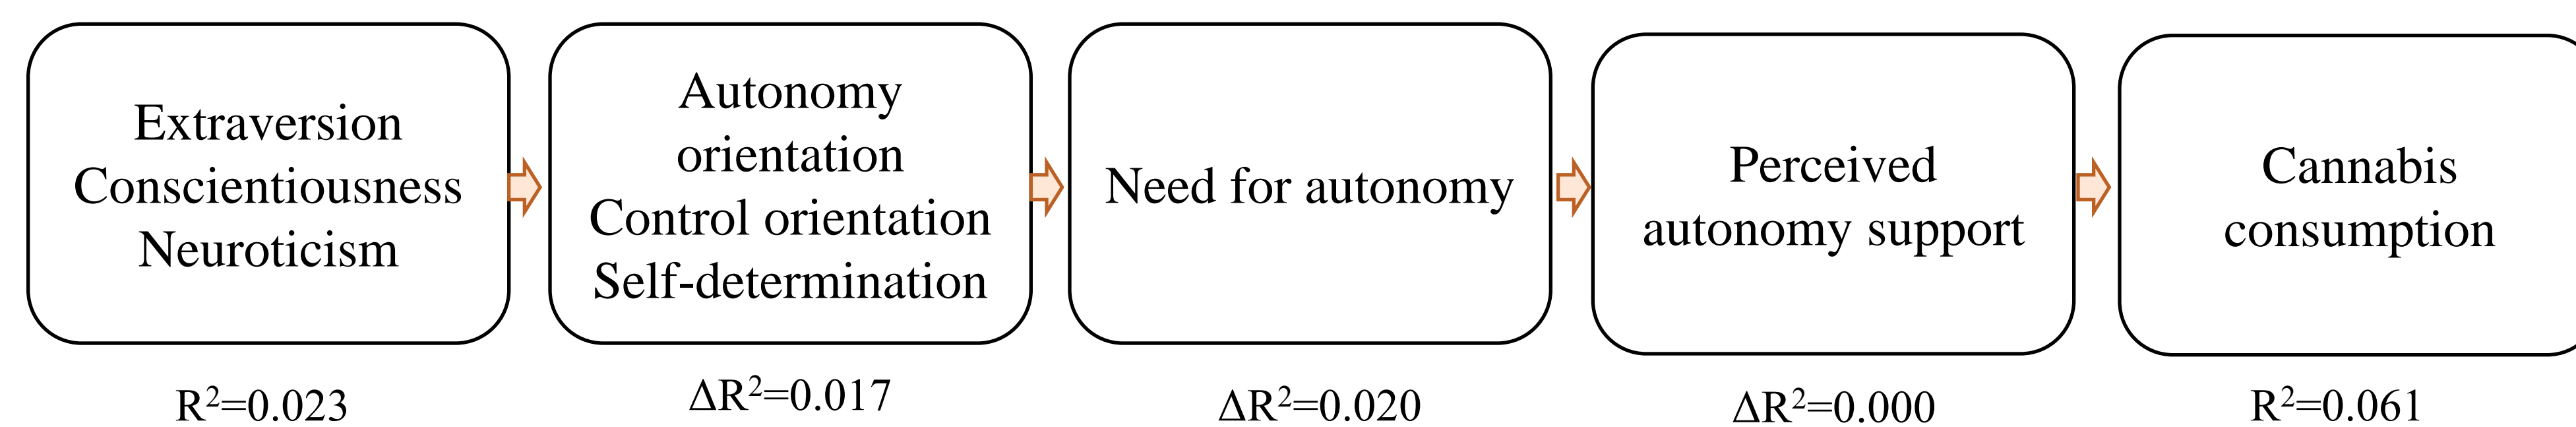 Extraversion
Conscientiousness
Neuroticism
Autonomy
orientation
Control orientation
Self-determination
Need for autonomy
Perceived
autonomy support
Cannabis
consumption
R²=0.023
ΔR²=0.017
ΔR²=0.020
ΔR²=0.000
R²=0.061